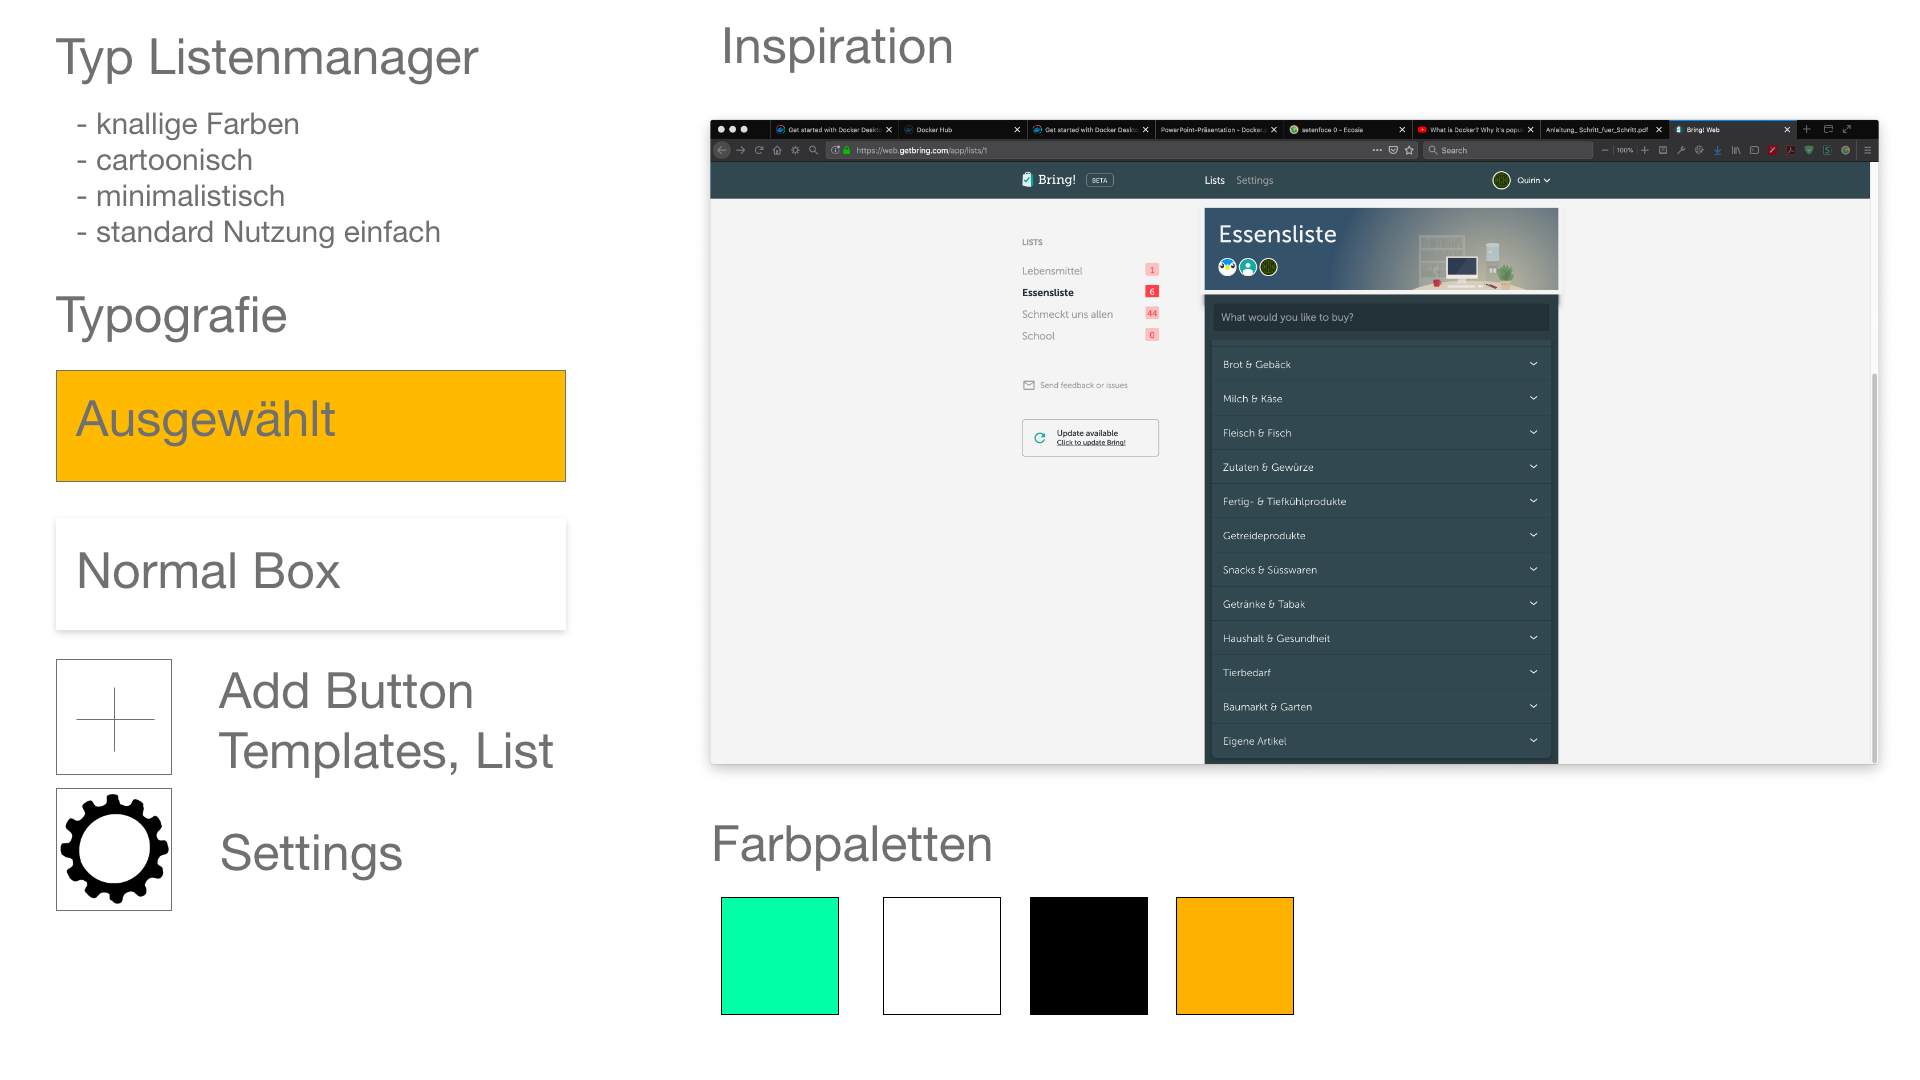 Typ Listenmanager
- knallige Farben
- cartoonisch
- minimalistisch
- standard Nutzung einfach
Typografie
Ausgewählt
Normal Box
Add Button
Templates, List
Settings
Inspiration
Get started with Docker Deskto
Docker Hub
Get started with Docker Deskto
PowerPoint-Präsentation - Docker.
setenfoce 0 - Ecosia
What is Docker? Why it's popu
Anleitung_ Schritt_fuer_Schritt.pdf
Bring! Web
https://web.getbring.com/app/lists/1
Search
100%
Bring!
BETA
Lists
Settings
Quirin
LISTS
Lebensmittel 1
Essensliste 6
Schmeckt uns allen 44
School 0
Send feedback or issues
Update available
Click to update Bring!
Essensliste
What would you like to buy?
Brot & Gebäck
Milch & Käse
Fleisch & Fisch
Zutaten & Gewürze
Fertig- & Tiefkühlprodukte
Getreideprodukte
Snacks & Süsswaren
Getränke & Tabak
Haushalt & Gesundheit
Tierbedarf
Baumarkt & Garten
Eigene Artikel
Farbpaletten